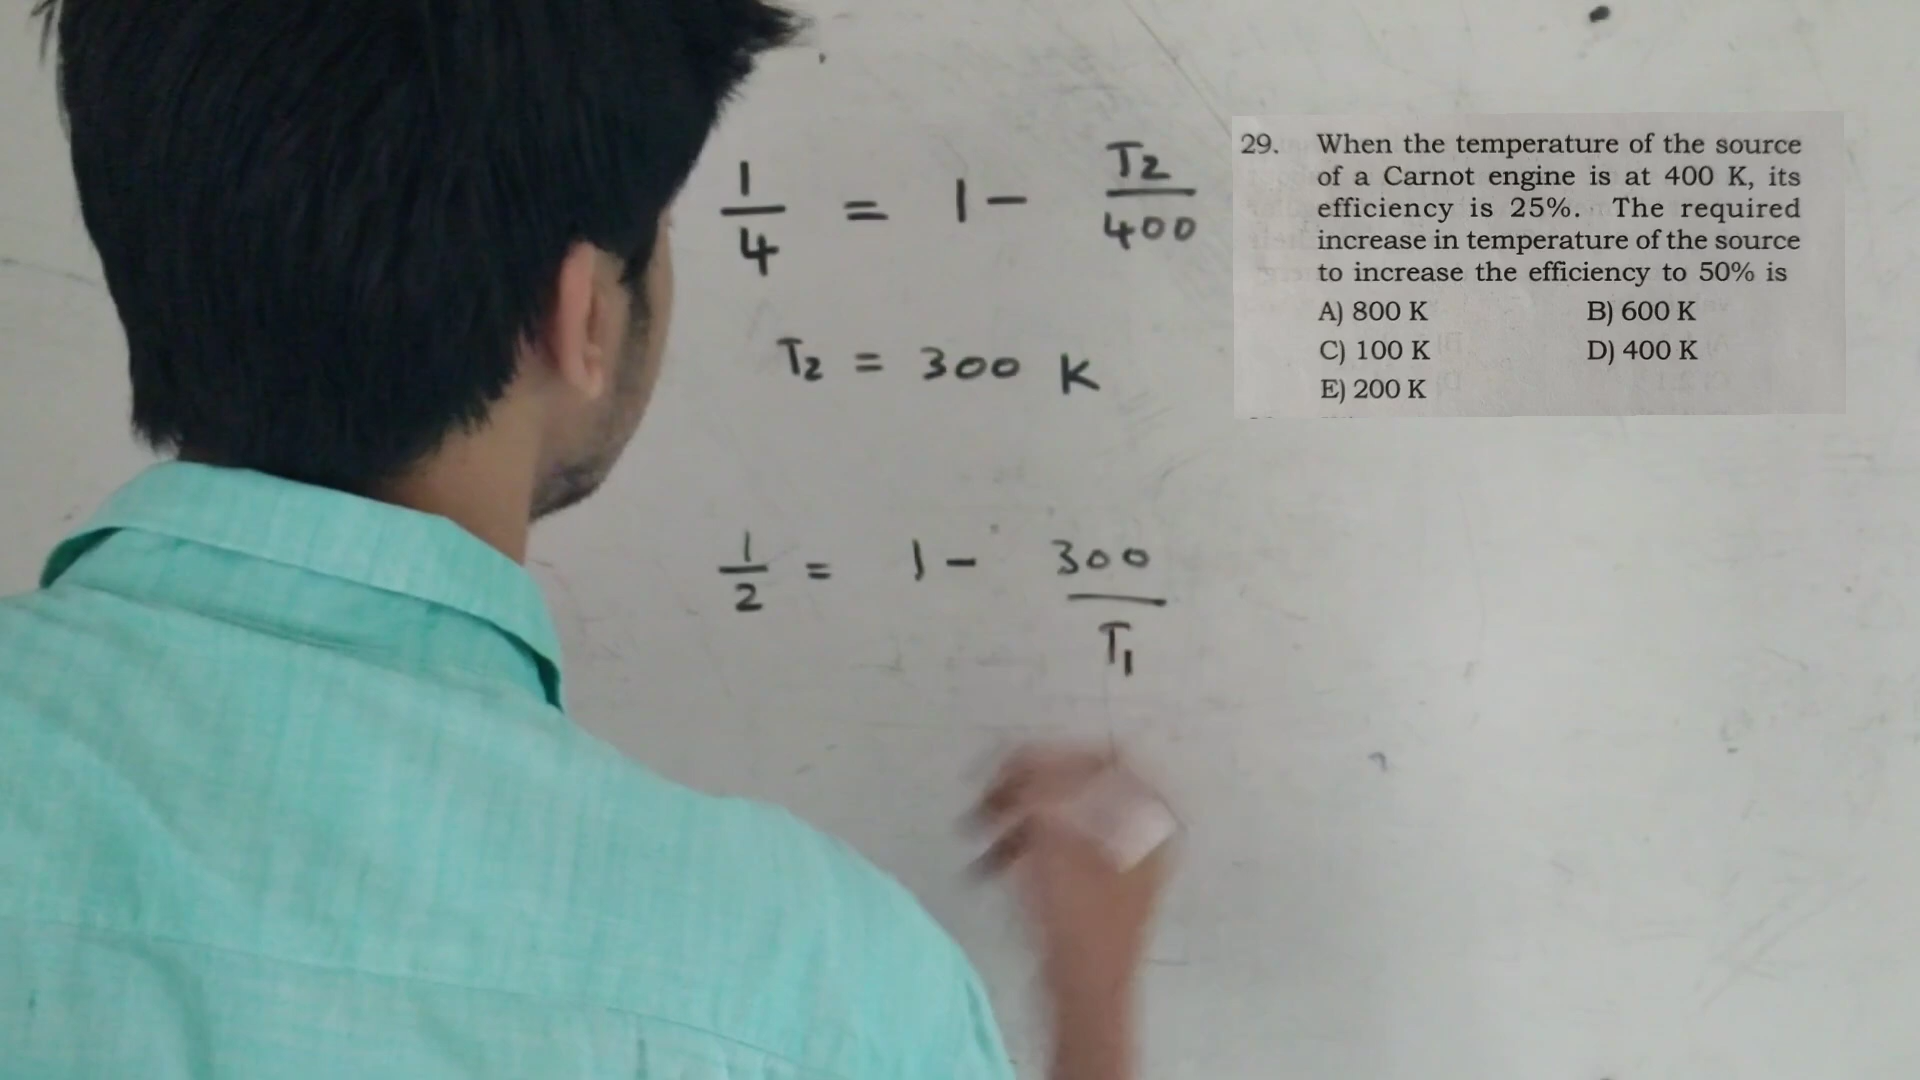 1/4 = 1 - T2/400
T2 = 300 K
1/2 = 1 - 300/T1
29. When the temperature of the source
of a Carnot engine is at 400 K, its
efficiency is 25%. The required
increase in temperature of the source
to increase the efficiency to 50% is
A) 800 K B) 600 K
C) 100 K D) 400 K
E) 200 K